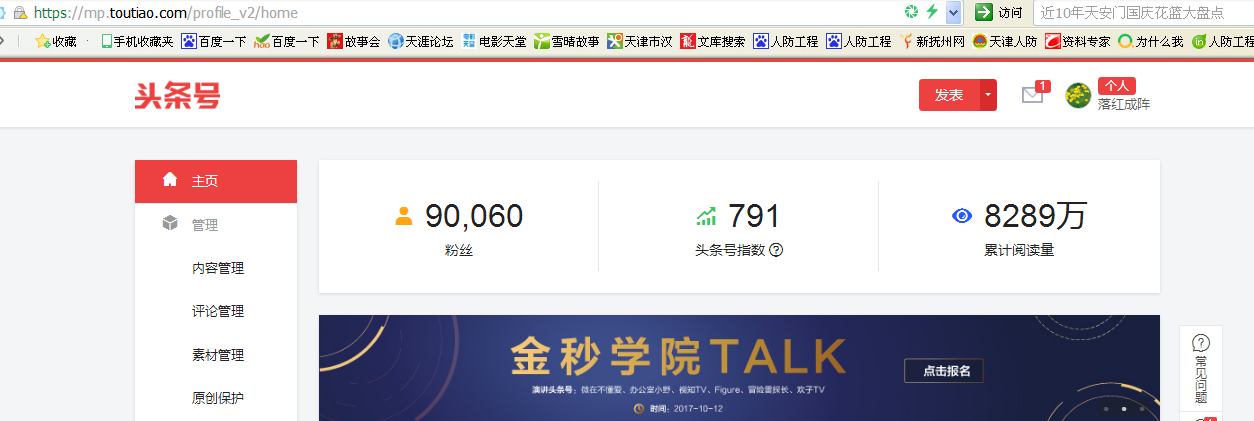 https://mp.toutiao.com/profile_v2/home 访问 近10年天安门国庆花篮大盘点
收藏 手机收藏夹 百度一下 百度一下 故事会 天涯论坛 电影天堂 雪晴故事 天津市汉 文库搜索 人防工程 人防工程 新抚州网 天津人防 资料专家 为什么我 人防工程
头条号 发表 1 个人
落红成阵
主页
管理
内容管理
评论管理
素材管理
原创保护
90,060 791 8289万
粉丝 头条号指数 累计阅读量
金秒学院TALK
点击报名
演讲头条号：微在不懂爱、办公室小野、视知TV、Figure、冒险雷探长、欢子TV
时间：2017-10-12
常见问题